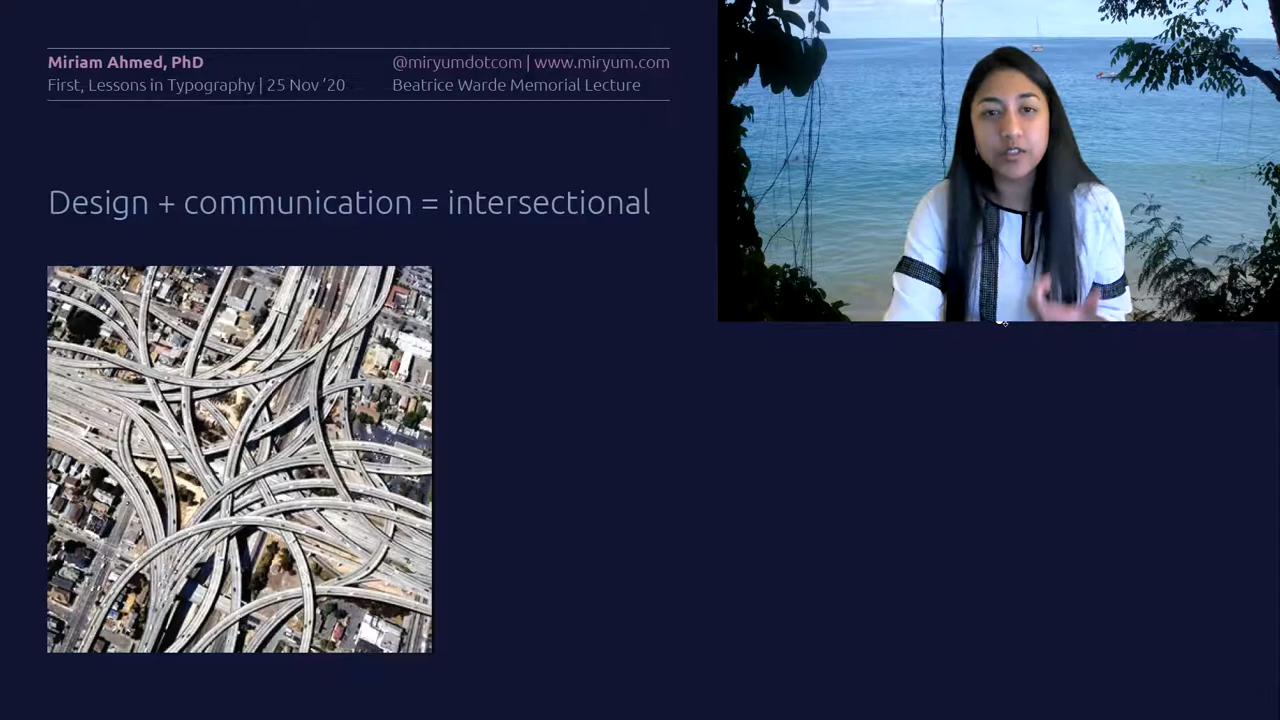 Miriam Ahmed, PhD
First, Lessons in Typography | 25 Nov ’20
@miryumdotcom | www.miryum.com
Beatrice Warde Memorial Lecture
Design + communication = intersectional